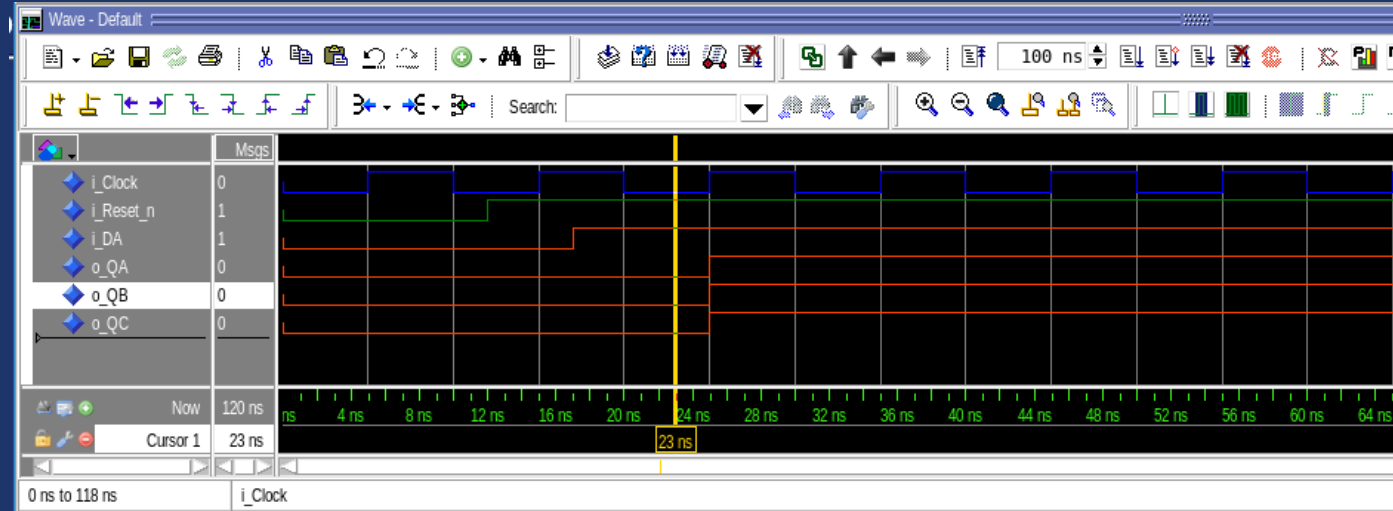 Wave - Default
100 ns
Search:
Msgs
i_Clock 0
i_Reset_n 1
i_DA 1
o_QA 0
o_QB 0
o_QC 0
Now 120 ns
ns 4 ns 8 ns 12 ns 16 ns 20 ns 24 ns 28 ns 32 ns 36 ns 40 ns 44 ns 48 ns 52 ns 56 ns 60 ns 64 ns
Cursor 1 23 ns 23 ns
0 ns to 118 ns i_Clock